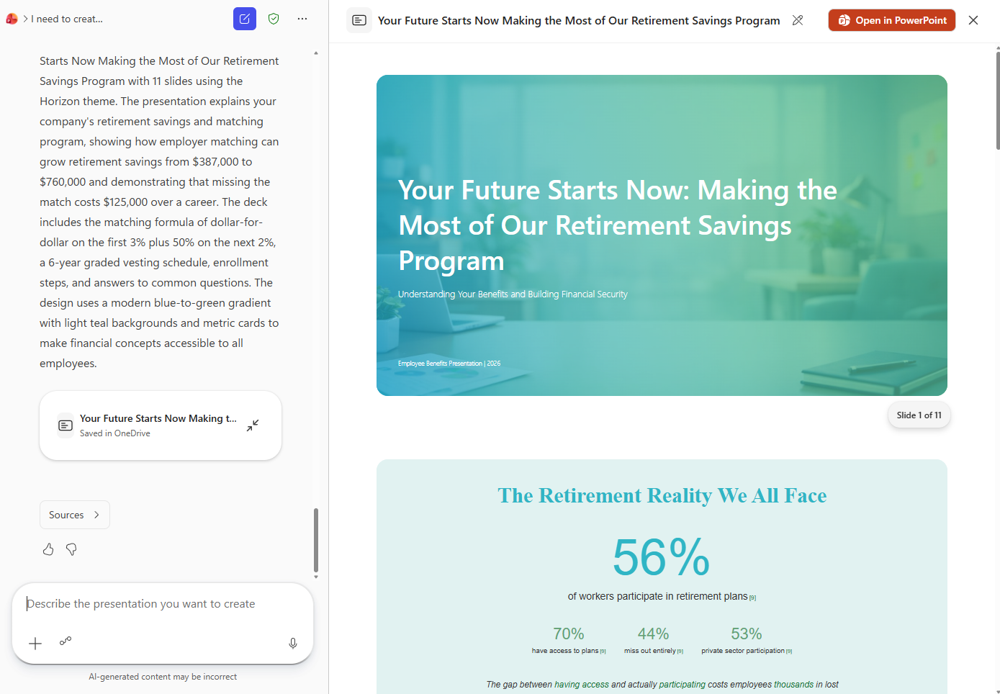 I need to creat...
Starts Now Making the Most of Our Retirement
Savings Program with 11 slides using the
Horizon theme. The presentation explains your
company's retirement savings and matching
program, showing how employer matching can
grow retirement savings from $387,000 to
$760,000 and demonstrating that missing the
match costs $125,000 over a career. The deck
includes the matching formula of dollar-for-
dollar on the first 3% plus 50% on the next 2%,
a 6-year graded vesting schedule, enrollment
steps, and answers to common questions. The
design uses a modern blue-to-green gradient
with light teal backgrounds and metric cards to
make financial concepts accessible to all
employees.
Your Future Starts Now Making t...
Saved in OneDrive
Sources
Describe the presentation you want to create
AI-generated content may be incorrect
Your Future Starts Now Making the Most of Our Retirement Savings Program
Open in PowerPoint
Your Future Starts Now: Making the
Most of Our Retirement Savings
Program
Understanding Your Benefits and Building Financial Security
Employee Benefits Presentation | 2026
Slide 1 of 11
The Retirement Reality We All Face
56%
of workers participate in retirement plans [9]
70% 44% 53%
have access to plans [9] miss out entirely [9] private sector participation [9]
The gap between having access and actually participating costs employees thousands in lost